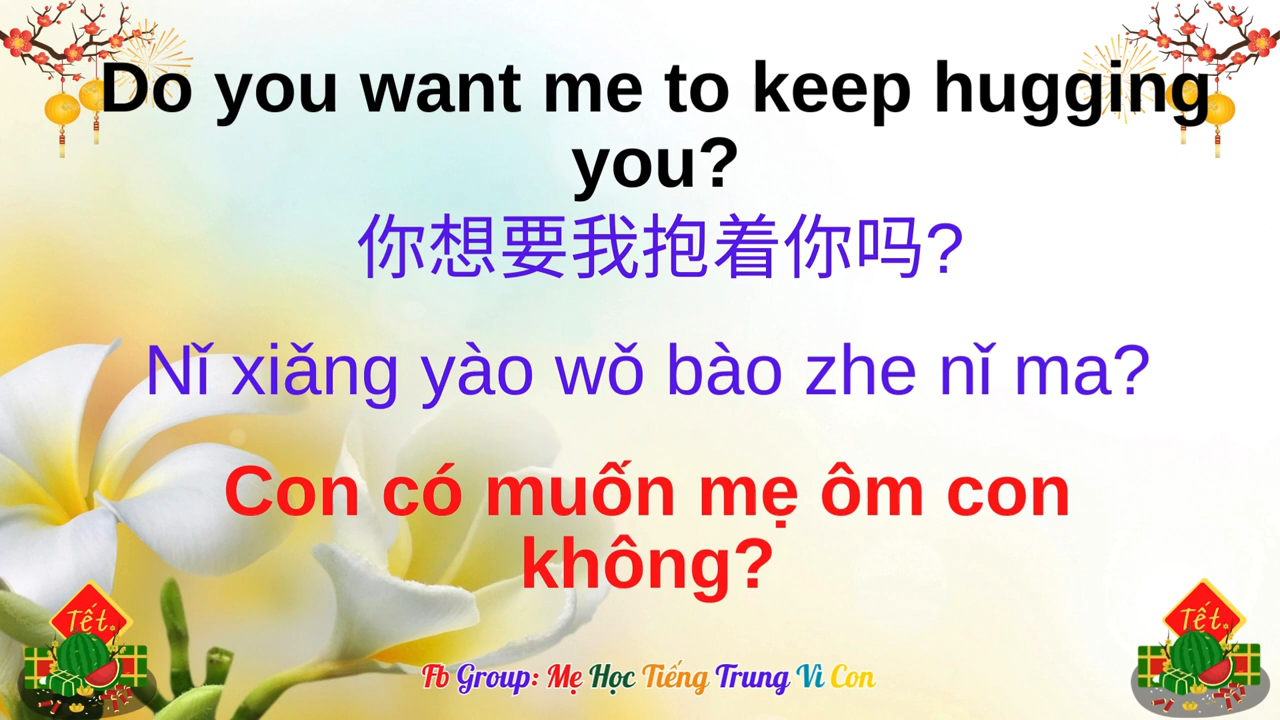 Do you want me to keep hugging
you?
你想要我抱着你吗?
Nǐ xiǎng yào wǒ bào zhe nǐ ma?
Con có muốn mẹ ôm con
không?
Tết
Tết
Fb Group: Mẹ Học Tiếng Trung Vì Con